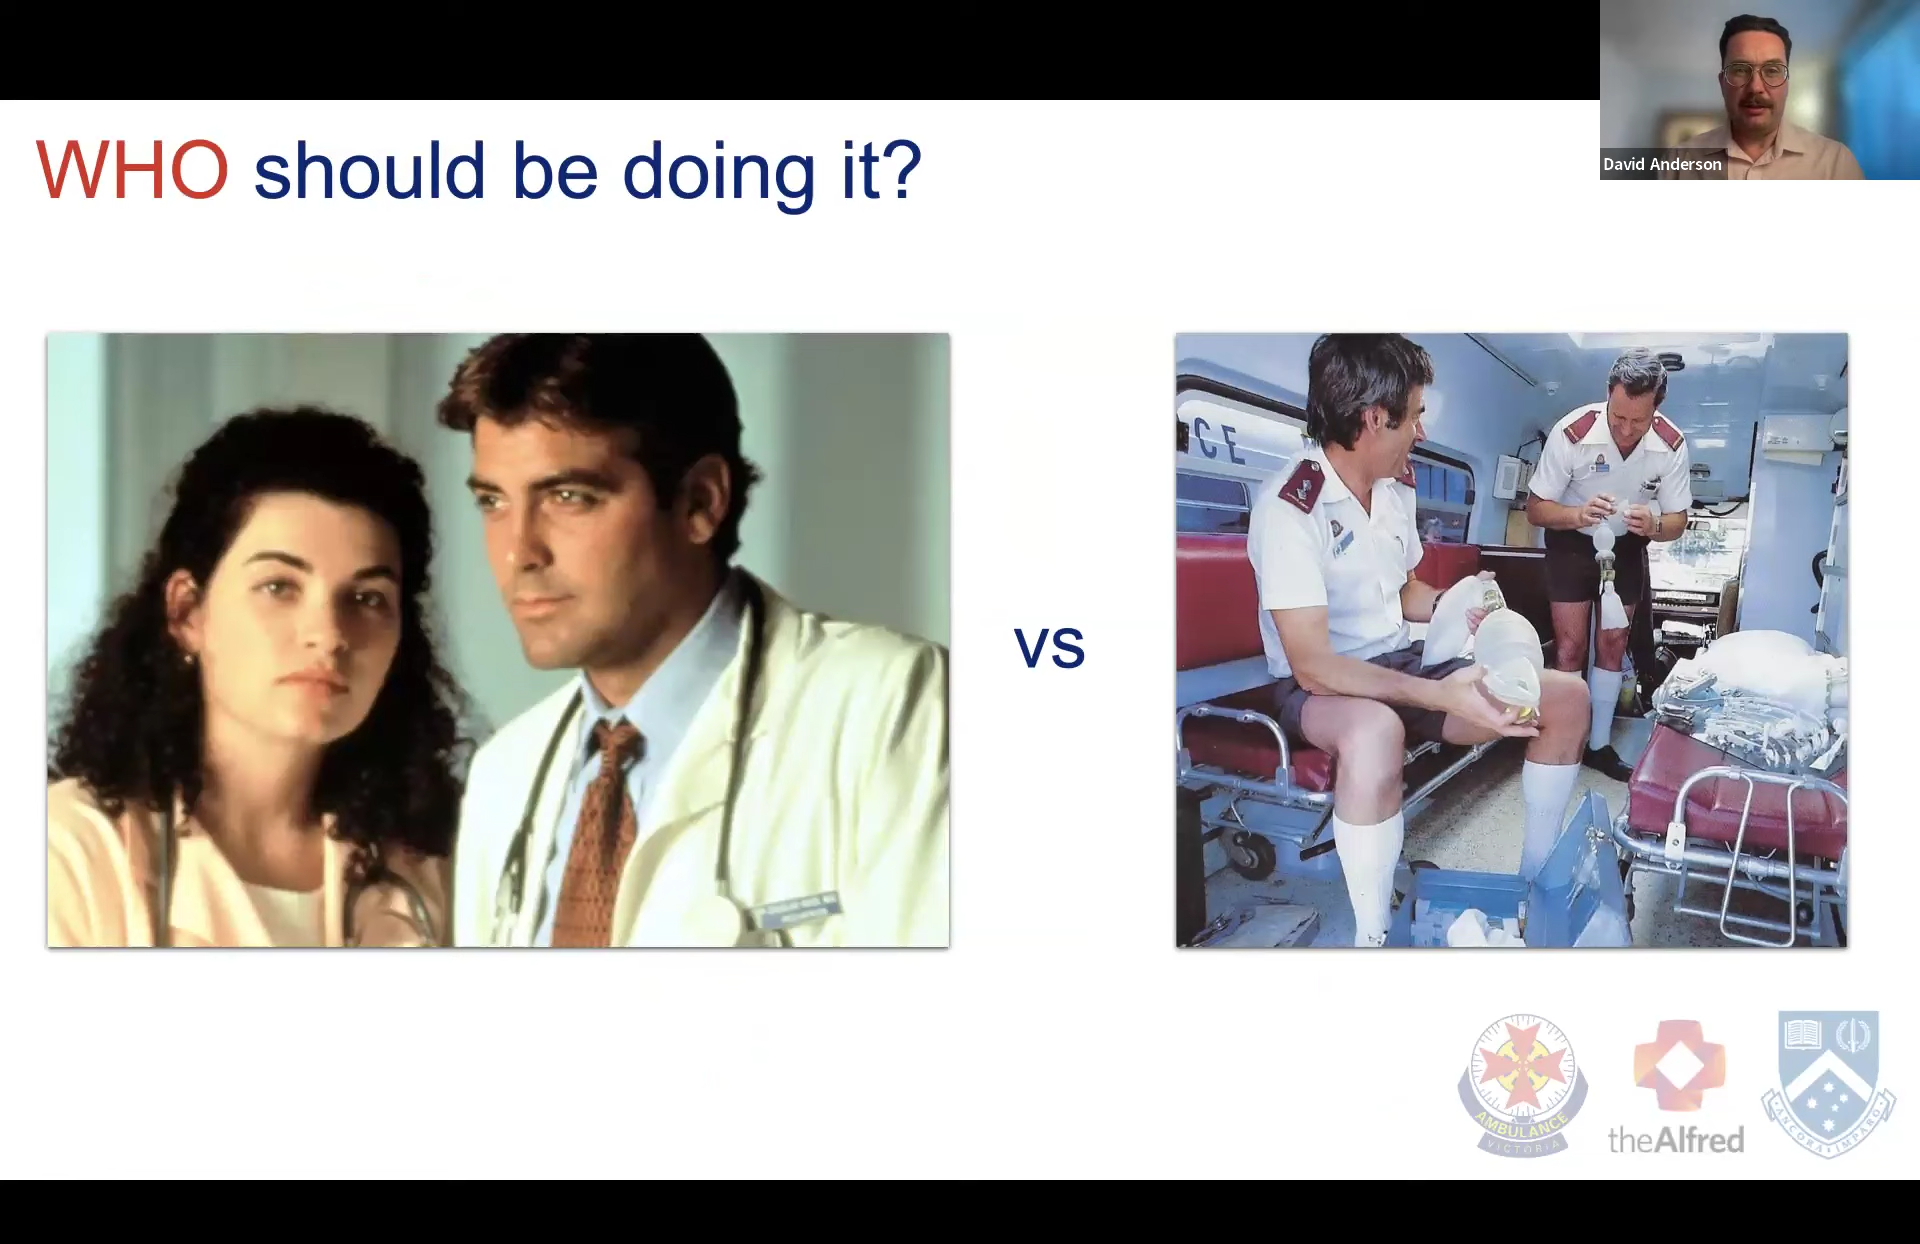 WHO should be doing it?
David Anderson
vs
CE
AMBULANCE
VICTORIA
theAlfred
ANCORA IMPARO